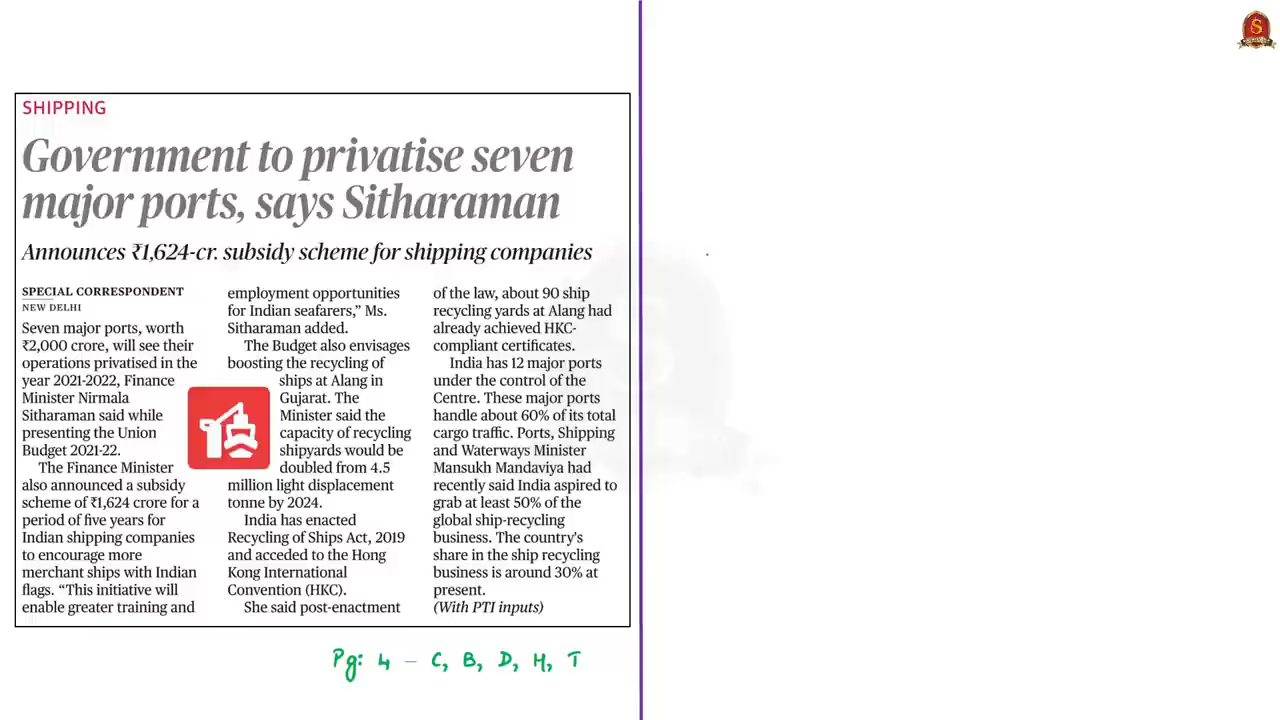 SHIPPING
Government to privatise seven
major ports, says Sitharaman
Announces ₹1,624-cr. subsidy scheme for shipping companies
SPECIAL CORRESPONDENT
NEW DELHI
Seven major ports, worth
₹2,000 crore, will see their
operations privatised in the
year 2021-2022, Finance
Minister Nirmala
Sitharaman said while
presenting the Union
Budget 2021-22.
The Finance Minister
also announced a subsidy
scheme of ₹1,624 crore for a
period of five years for
Indian shipping companies
to encourage more
merchant ships with Indian
flags. “This initiative will
enable greater training and
employment opportunities
for Indian seafarers,” Ms.
Sitharaman added.
The Budget also envisages
boosting the recycling of
ships at Alang in
Gujarat. The
Minister said the
capacity of recycling
shipyards would be
doubled from 4.5
million light displacement
tonne by 2024.
India has enacted
Recycling of Ships Act, 2019
and acceded to the Hong
Kong International
Convention (HKC).
She said post-enactment
of the law, about 90 ship
recycling yards at Alang had
already achieved HKC-
compliant certificates.
India has 12 major ports
under the control of the
Centre. These major ports
handle about 60% of its total
cargo traffic. Ports, Shipping
and Waterways Minister
Mansukh Mandaviya had
recently said India aspired to
grab at least 50% of the
global ship-recycling
business. The country's
share in the ship recycling
business is around 30% at
present.
(With PTI inputs)
Pg: 4 – C, B, D, H, T